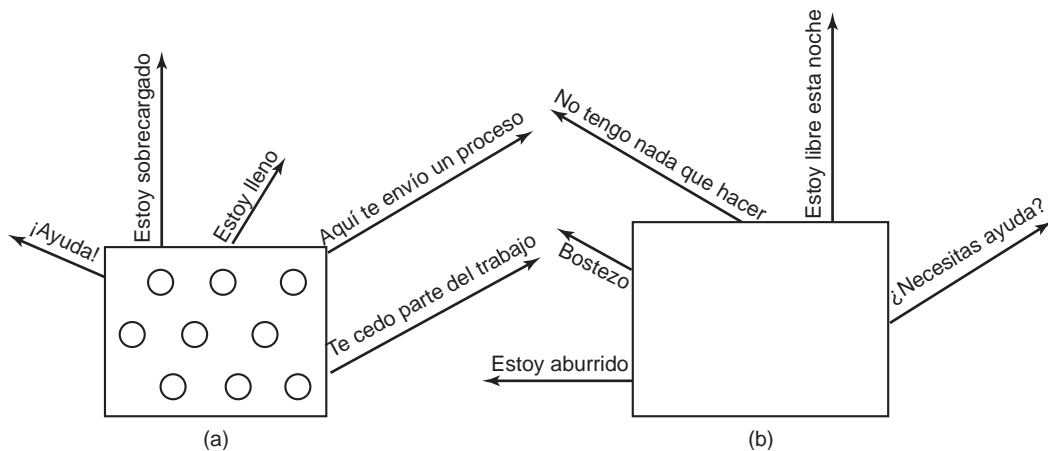 ¡Ayuda!
Estoy sobrecargado
Estoy lleno
Aquí te envío un proceso
Te cedo parte del trabajo
(a)
No tengo nada que hacer
Estoy libre esta noche
Bostezo
¿Necesitas ayuda?
Estoy aburrido
(b)